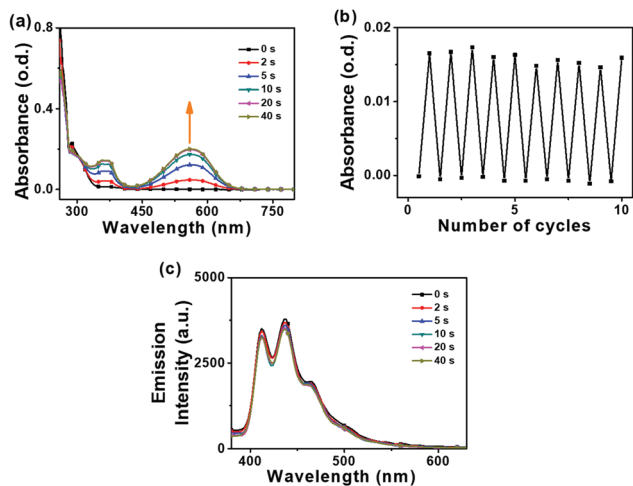 (a)
0.8
0.4
0.0
Absorbance (o.d.)
0 s
2 s
5 s
10 s
20 s
40 s
300 450 600 750
Wavelength (nm)
(b)
0.02
0.01
0.00
Absorbance (o.d.)
0 5 10
Number of cycles
(c)
5000
2500
0
Emission
Intensity (a.u.)
0 s
2 s
5 s
10 s
20 s
40 s
400 500 600
Wavelength (nm)